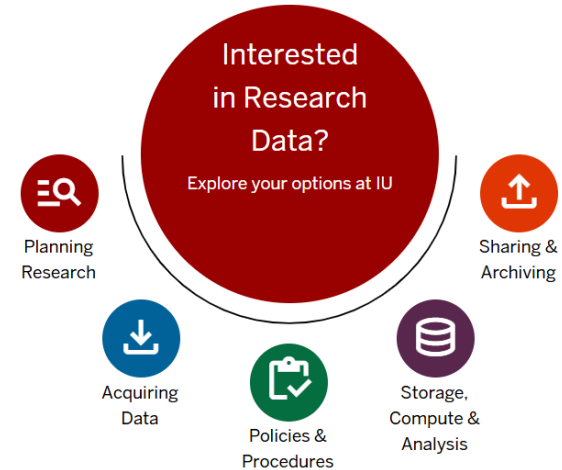 Interested
in Research
Data?
Explore your options at IU
Planning
Research
Acquiring
Data
Policies &
Procedures
Storage,
Compute &
Analysis
Sharing &
Archiving